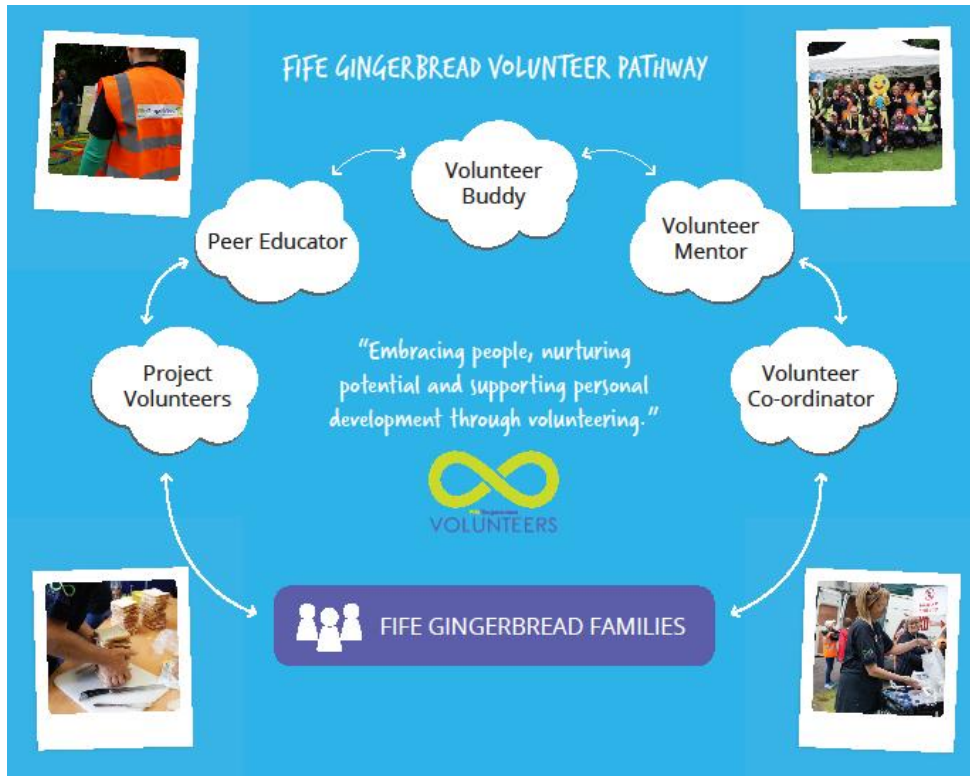 FIFE GINGERBREAD VOLUNTEER PATHWAY
Volunteer
Buddy
Peer Educator
Volunteer
Mentor
Project
Volunteers
Volunteer
Co-ordinator
"Embracing people, nurturing
potential and supporting personal
development through volunteering."
VOLUNTEERS
FIFE GINGERBREAD FAMILIES